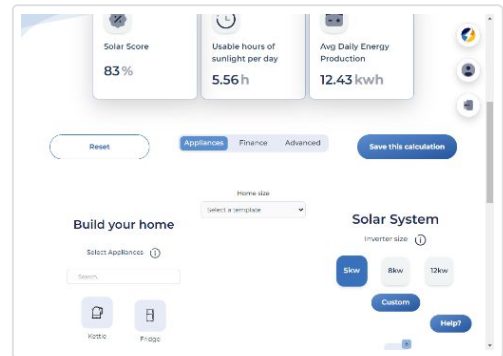 Solar Score
83%
Usable hours of
sunlight per day
5.56h
Avg Daily Energy
Production
12.43 kwh
Reset
Appliances
Finance
Advanced
Save this calculation
Home size
Select a template
Build your home
Select Appliances
Search...
Kettle
Fridge
Solar System
Inverter size
5kw
8kw
12kw
Custom
Help?